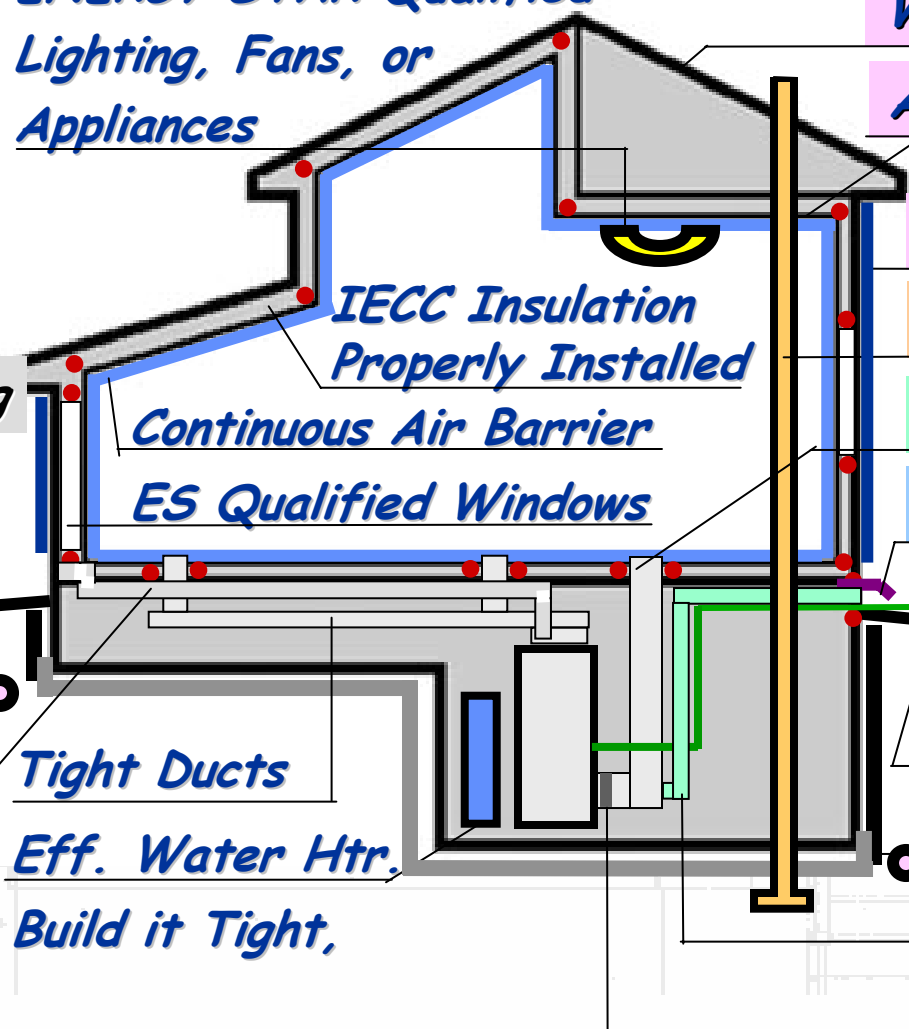 Lighting, Fans, or
Appliances
IECC Insulation
Properly Installed
Continuous Air Barrier
ES Qualified Windows
Tight Ducts
Eff. Water Htr.
Build it Tight,